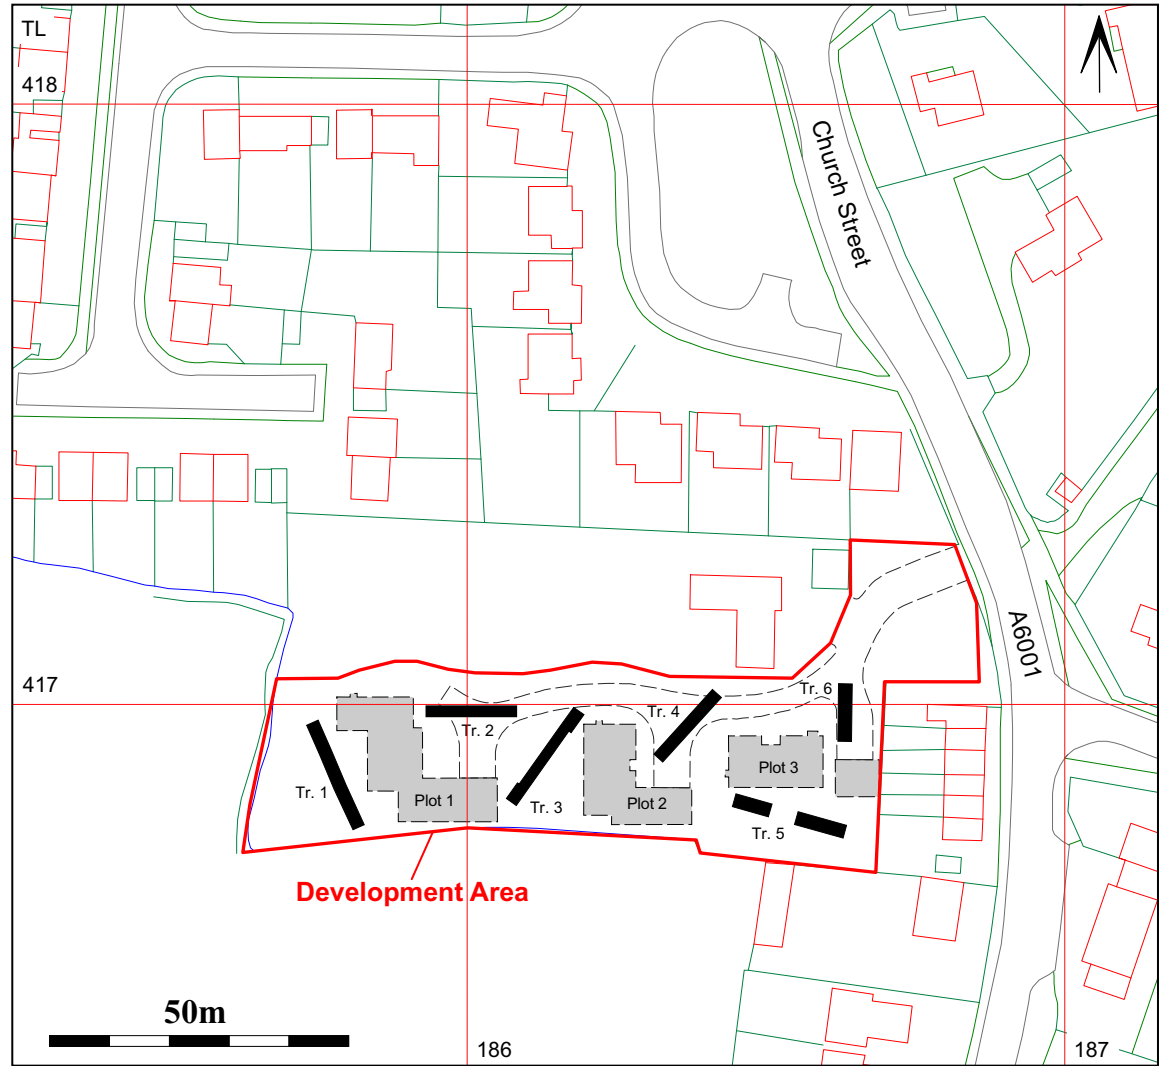 TL
418
Church Street
A6001
417
Tr. 6
Tr. 4
Tr. 2
Plot 3
Tr. 1
Plot 1
Tr. 3
Plot 2
Tr. 5
Development Area
50m
186
187